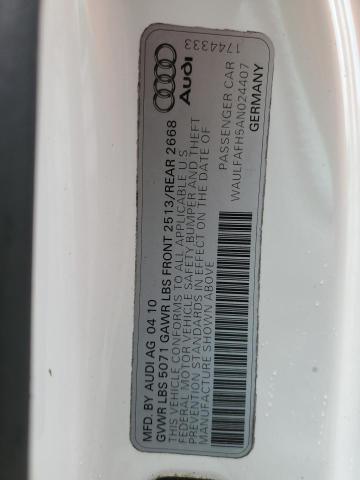 MFD. BY AUDI AG 04 10
GVWR LBS 5071 GAWR LBS FRONT 2513/REAR 2668
THIS VEHICLE CONFORMS TO ALL APPLICABLE U.S.
FEDERAL MOTOR VEHICLE SAFETY BUMPER AND THEFT
PREVENTION STANDARDS IN EFFECT ON THE DATE OF
MANUFACTURE SHOWN ABOVE
PASSENGER CAR
WAULFAFH5AN024407
GERMANY
Audi
1744333